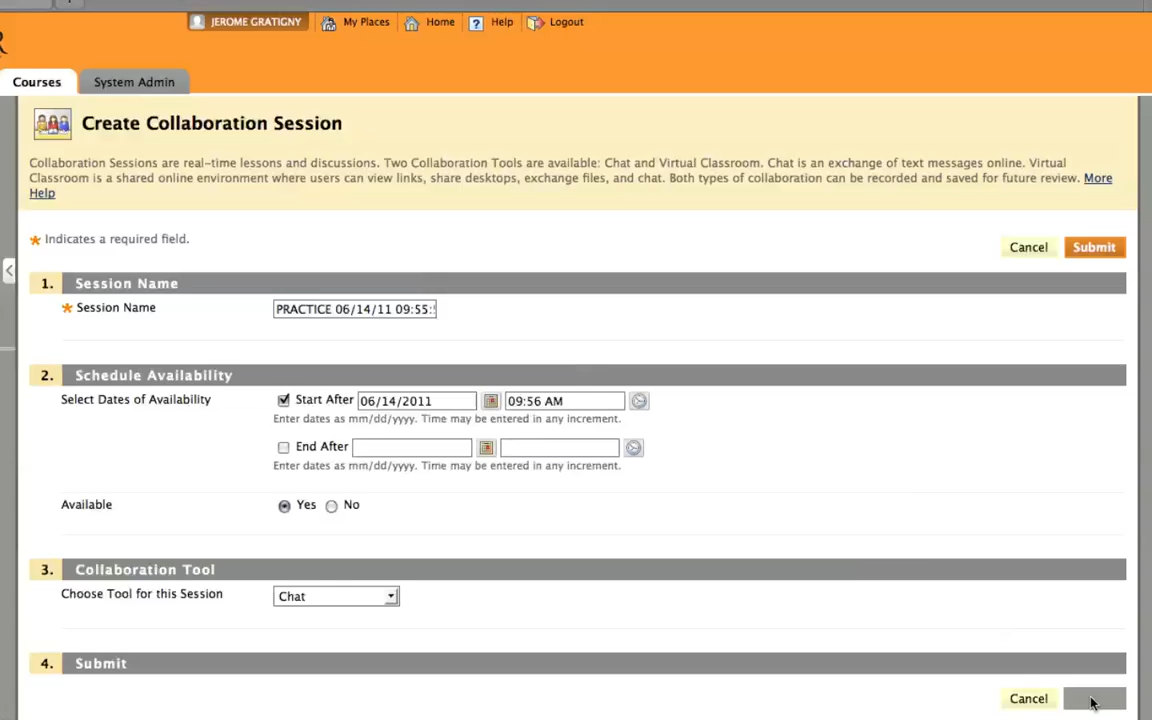 JEROME GRATIGNY My Places Home Help Logout
R
Courses System Admin
Create Collaboration Session
Collaboration Sessions are real-time lessons and discussions. Two Collaboration Tools are available: Chat and Virtual Classroom. Chat is an exchange of text messages online. Virtual
Classroom is a shared online environment where users can view links, share desktops, exchange files, and chat. Both types of collaboration can be recorded and saved for future review. More
Help
* Indicates a required field.
Cancel Submit
1. Session Name
* Session Name PRACTICE 06/14/11 09:55:
2. Schedule Availability
Select Dates of Availability Start After 06/14/2011 09:56 AM
Enter dates as mm/dd/yyyy. Time may be entered in any increment.
End After
Enter dates as mm/dd/yyyy. Time may be entered in any increment.
Available Yes No
3. Collaboration Tool
Choose Tool for this Session Chat
4. Submit
Cancel